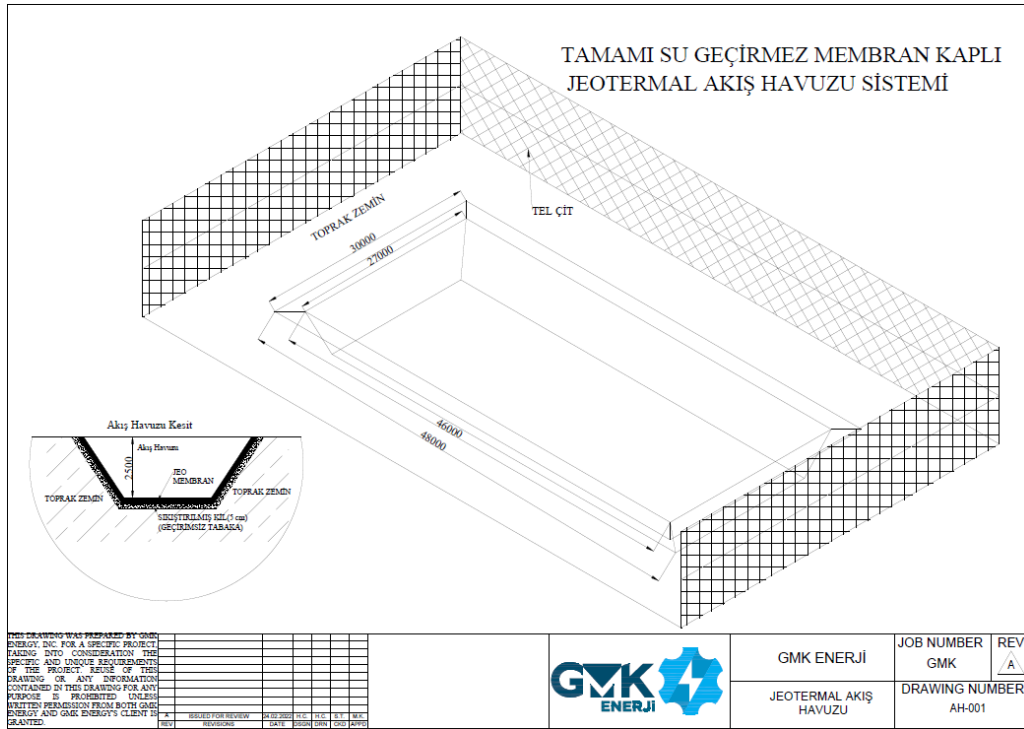 TAMAMI SU GEÇİRMEZ MEMBRAN KAPLI
JEOTERMAL AKIŞ HAVUZU SİSTEMİ
TEL ÇİT
TOPRAK ZEMİN
30000
27000
46000
48000
Akış Havuzu Kesit
Akış Havuzu
2500
JEO
MEMBRAN
TOPRAK ZEMİN
TOPRAK ZEMİN
SIKIŞTIRILMIŞ KİL(5 cm)
(GEÇİRİMSİZ TABAKA)
THIS DRAWING WAS PREPARED BY GMK
ENERGY, INC. FOR A SPECIFIC PROJECT,
TAKING INTO CONSIDERATION THE
SPECIFIC AND UNIQUE REQUIREMENTS
OF THE PROJECT. REUSE OF THIS
DRAWING OR ANY INFORMATION
CONTAINED IN THIS DRAWING FOR ANY
PURPOSE IS PROHIBITED UNLESS
WRITTEN PERMISSION FROM BOTH GMK
ENERGY AND GMK ENERGY'S CLIENT IS
GRANTED.
A ISSUED FOR REVIEW 24.02.2022 H.C. H.C. S.T. M.K.
REV REVISIONS DATE DSGN DRN CKD APPD
GMK
ENERJİ
GMK ENERJİ
JEOTERMAL AKIŞ
HAVUZU
JOB NUMBER
GMK
REV
A
DRAWING NUMBER
AH-001